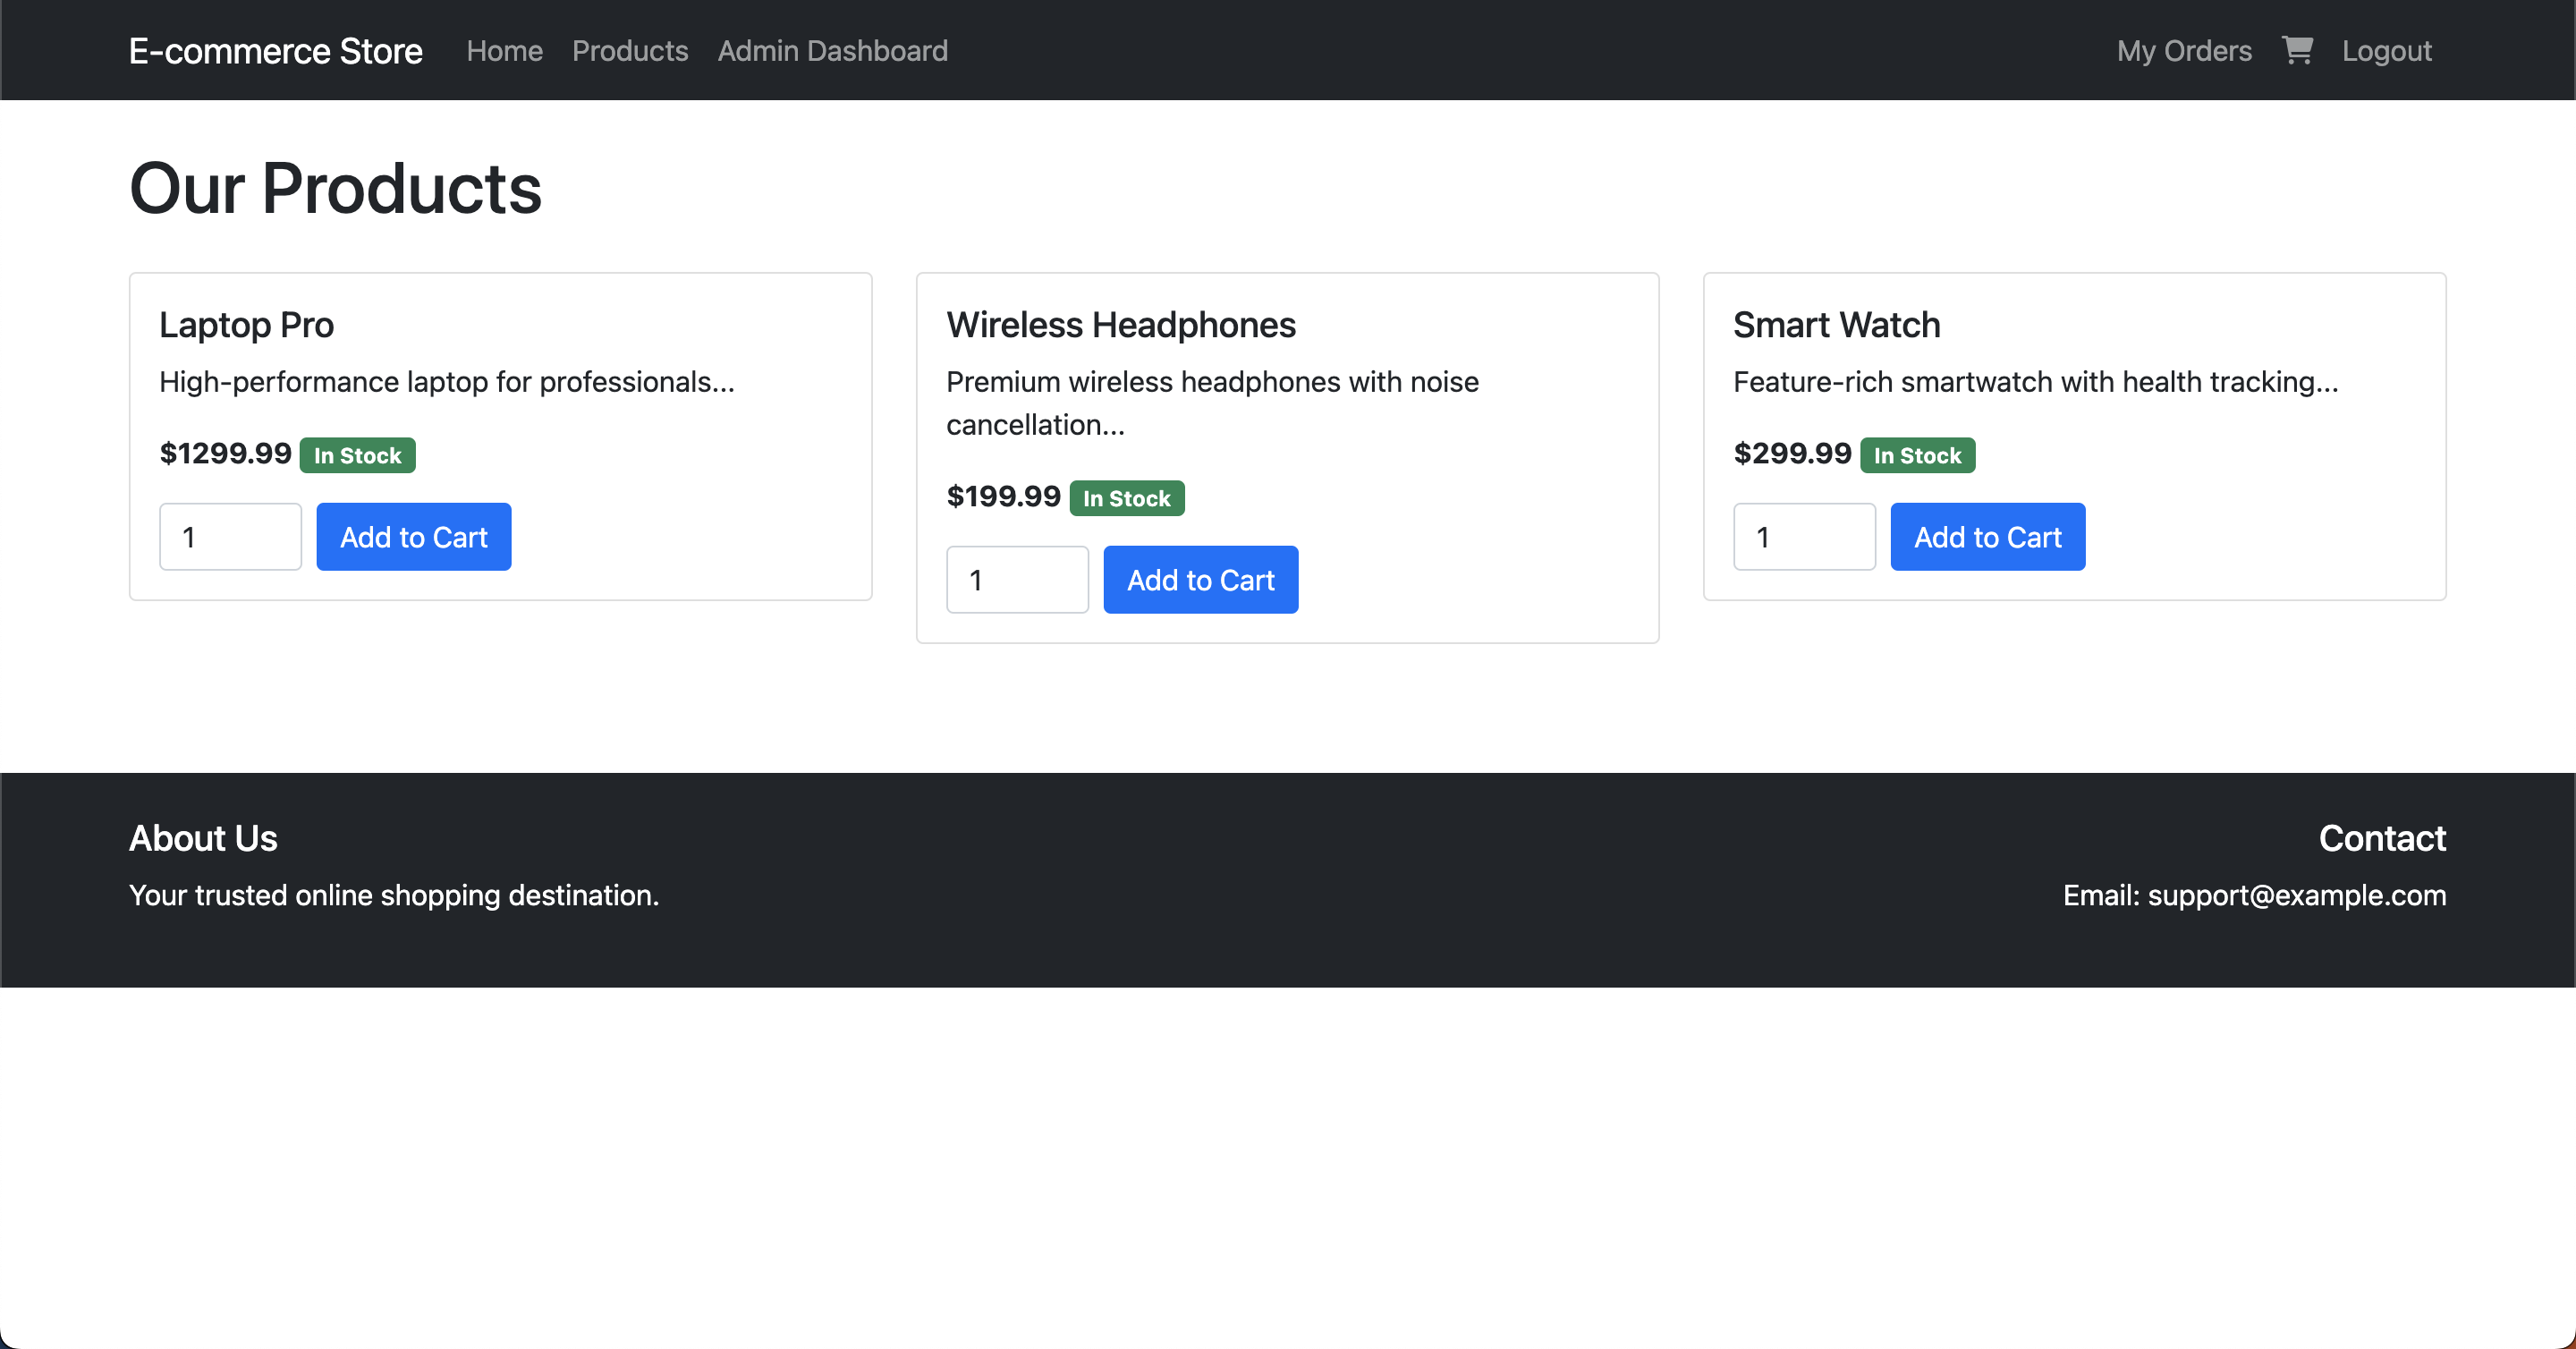 E-commerce Store Home Products Admin Dashboard My Orders Logout
Our Products
Laptop Pro
High-performance laptop for professionals...
$1299.99 In Stock
1 Add to Cart
Wireless Headphones
Premium wireless headphones with noise
cancellation...
$199.99 In Stock
1 Add to Cart
Smart Watch
Feature-rich smartwatch with health tracking...
$299.99 In Stock
1 Add to Cart
About Us
Your trusted online shopping destination.
Contact
Email: support@example.com